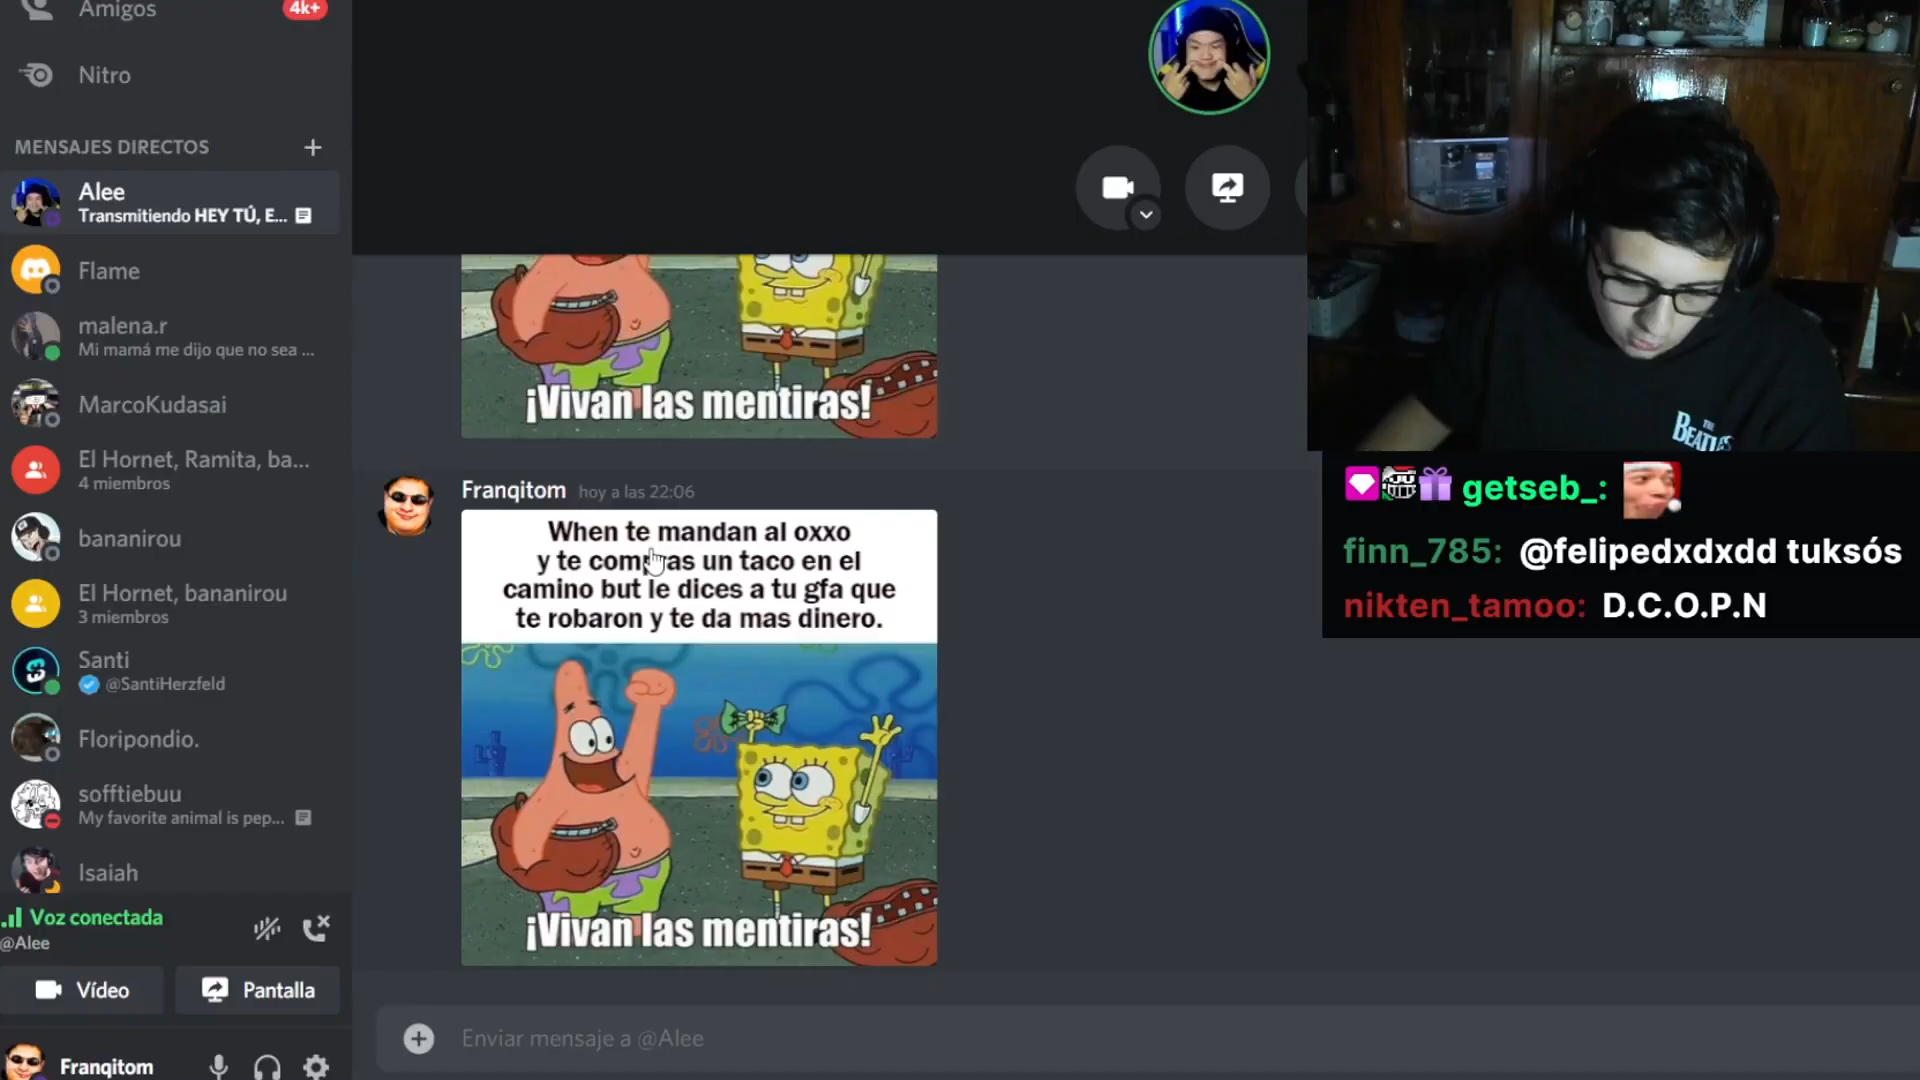 Amigos
4k+
Nitro
MENSAJES DIRECTOS
Alee
Transmitiendo HEY TÚ, E...
Flame
malena.r
Mi mamá me dijo que no sea ...
MarcoKudasai
El Hornet, Ramita, ba...
4 miembros
bananirou
El Hornet, bananirou
3 miembros
Santi
@SantiHerzfeld
Floripondio.
sofftiebuu
My favorite animal is pep...
Isaiah
Voz conectada
@Alee
Vídeo
Pantalla
Franqitom
¡Vivan las mentiras!
Franqitom hoy a las 22:06
When te mandan al oxxo
y te compras un taco en el
camino but le dices a tu gfa que
te robaron y te da mas dinero.
¡Vivan las mentiras!
Enviar mensaje a @Alee
THE
BEATLES
getseb_:
finn_785: @felipedxdxdd tuksós
nikten_tamoo: D.C.O.P.N